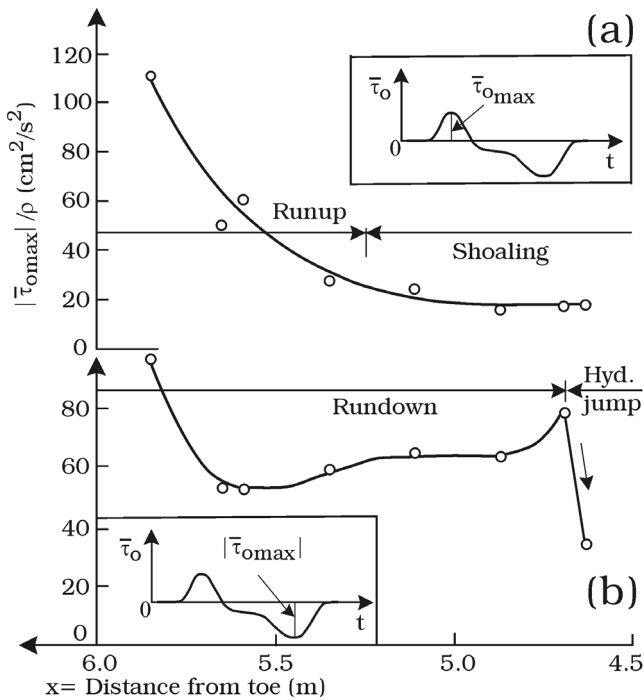 (a)
120
100
80
60
40
20
0
|τ̅omax|/ρ (cm²/s²)
τ̅o
τ̅omax
0
t
Runup
Shoaling
Hyd.
jump
Rundown
80
60
40
20
0
τ̅o
|τ̅omax|
0
t
(b)
6.0 5.5 5.0 4.5
x= Distance from toe (m)